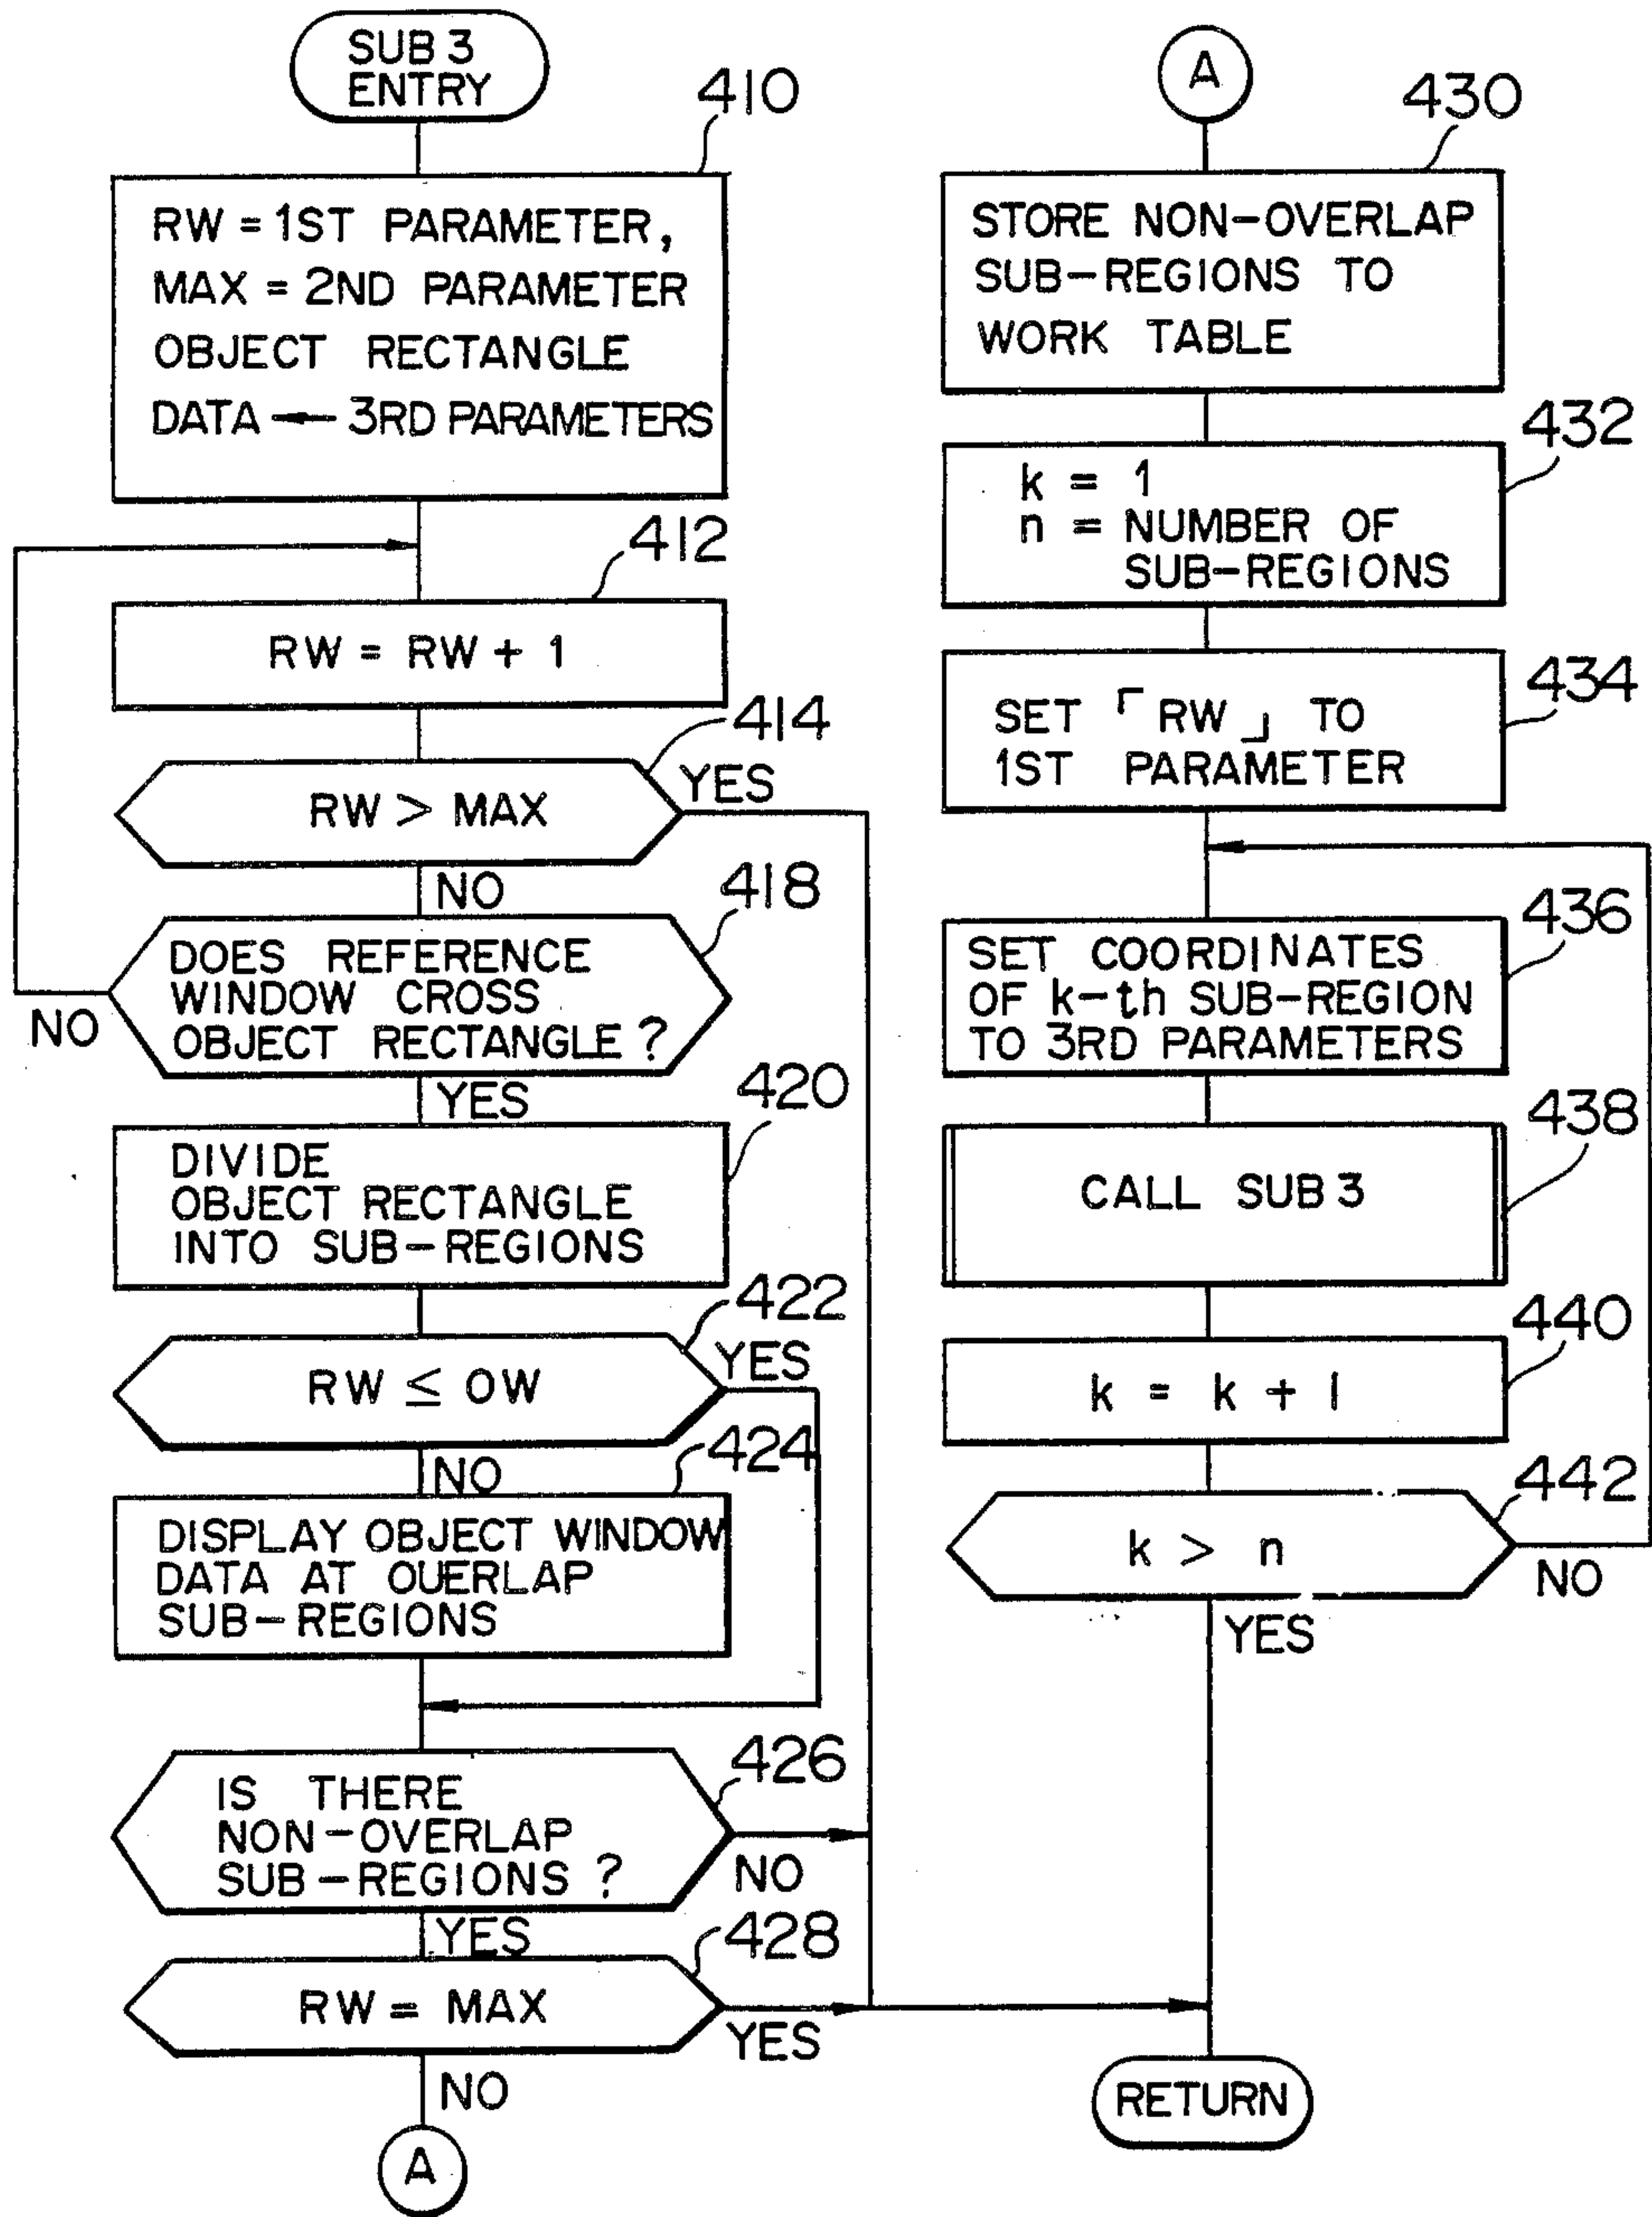 SUB 3
ENTRY
410
RW = 1ST PARAMETER,
MAX = 2ND PARAMETER
OBJECT RECTANGLE
DATA ← 3RD PARAMETERS
412
RW = RW + 1
414
RW > MAX
YES
NO
418
DOES REFERENCE
WINDOW CROSS
OBJECT RECTANGLE ?
NO
YES
420
DIVIDE
OBJECT RECTANGLE
INTO SUB-REGIONS
422
RW ≤ OW
YES
NO
424
DISPLAY OBJECT WINDOW
DATA AT OUERLAP
SUB-REGIONS
426
IS THERE
NON-OVERLAP
SUB-REGIONS ?
NO
YES
428
RW = MAX
YES
NO
A
A
430
STORE NON-OVERLAP
SUB-REGIONS TO
WORK TABLE
432
k = 1
n = NUMBER OF
SUB-REGIONS
434
SET 「RW」 TO
1ST PARAMETER
436
SET COORDINATES
OF k-th SUB-REGION
TO 3RD PARAMETERS
438
CALL SUB 3
440
k = k + 1
442
k > n
NO
YES
RETURN